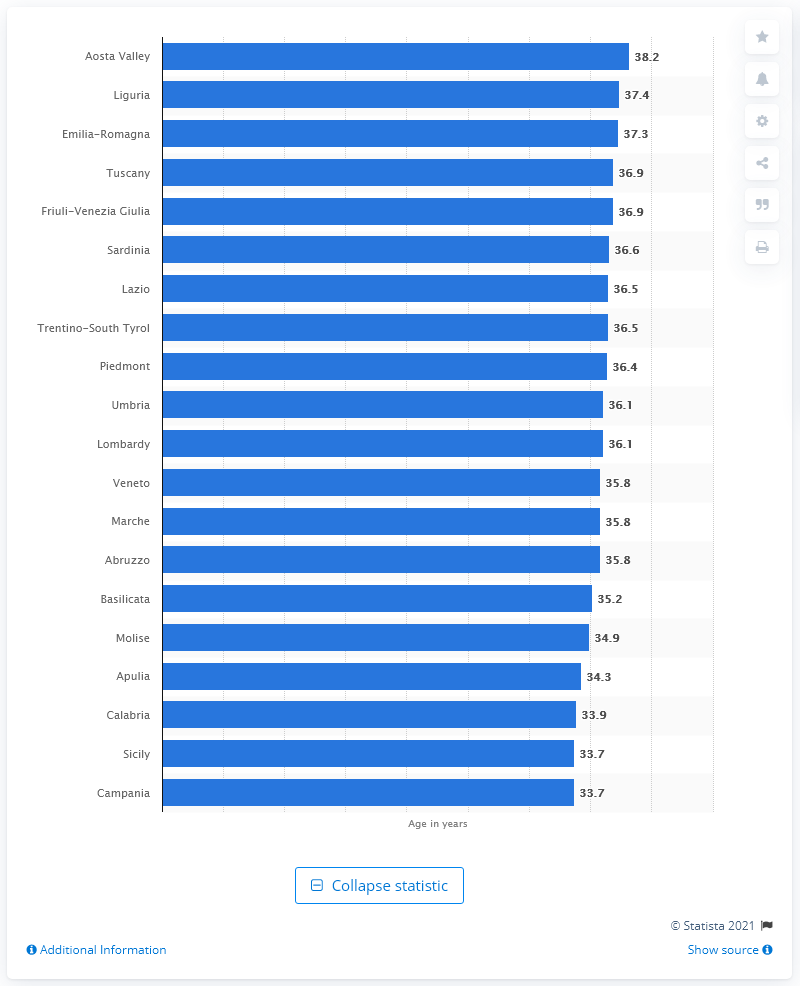 Aosta Valley 38.2
Liguria 37.4
Emilia-Romagna 37.3
Tuscany 36.9
Friuli-Venezia Giulia 36.9
Sardinia 36.6
Lazio 36.5
Trentino-South Tyrol 36.5
Piedmont 36.4
Umbria 36.1
Lombardy 36.1
Veneto 35.8
Marche 35.8
Abruzzo 35.8
Basilicata 35.2
Molise 34.9
Apulia 34.3
Calabria 33.9
Sicily 33.7
Campania 33.7
Age in years
Collapse statistic
© Statista 2021
Additional Information Show source